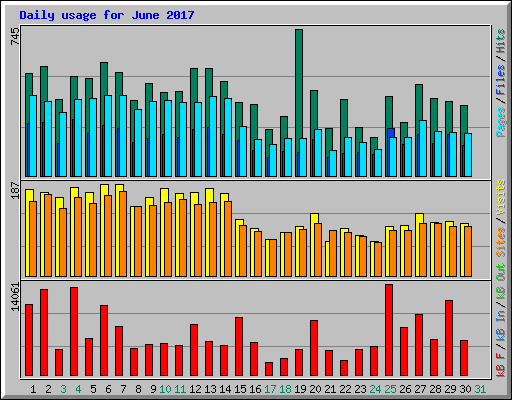 Daily usage for June 2017
745
187
14061
Pages / Files / Hits
Sites / Visits
kB F / kB In / kB Out
1 2 3 4 5 6 7 8 9 10 11 12 13 14 15 16 17 18 19 20 21 22 23 24 25 26 27 28 29 30 31